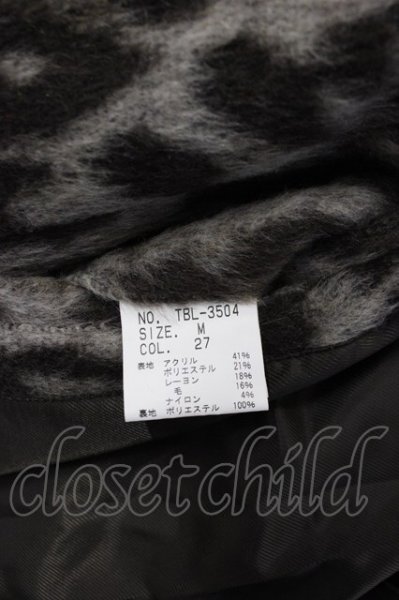 NO. TBL-3504
SIZE. M
COL. 27
表地 アクリル 41%
ポリエステル 21%
レーヨン 18%
毛 16%
ナイロン 4%
裏地 ポリエステル 100%
closet child